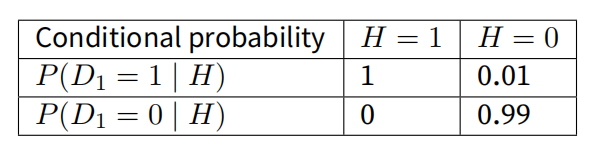 Conditional probability H = 1 H = 0
P(D₁ = 1 | H) 1 0.01
P(D₁ = 0 | H) 0 0.99